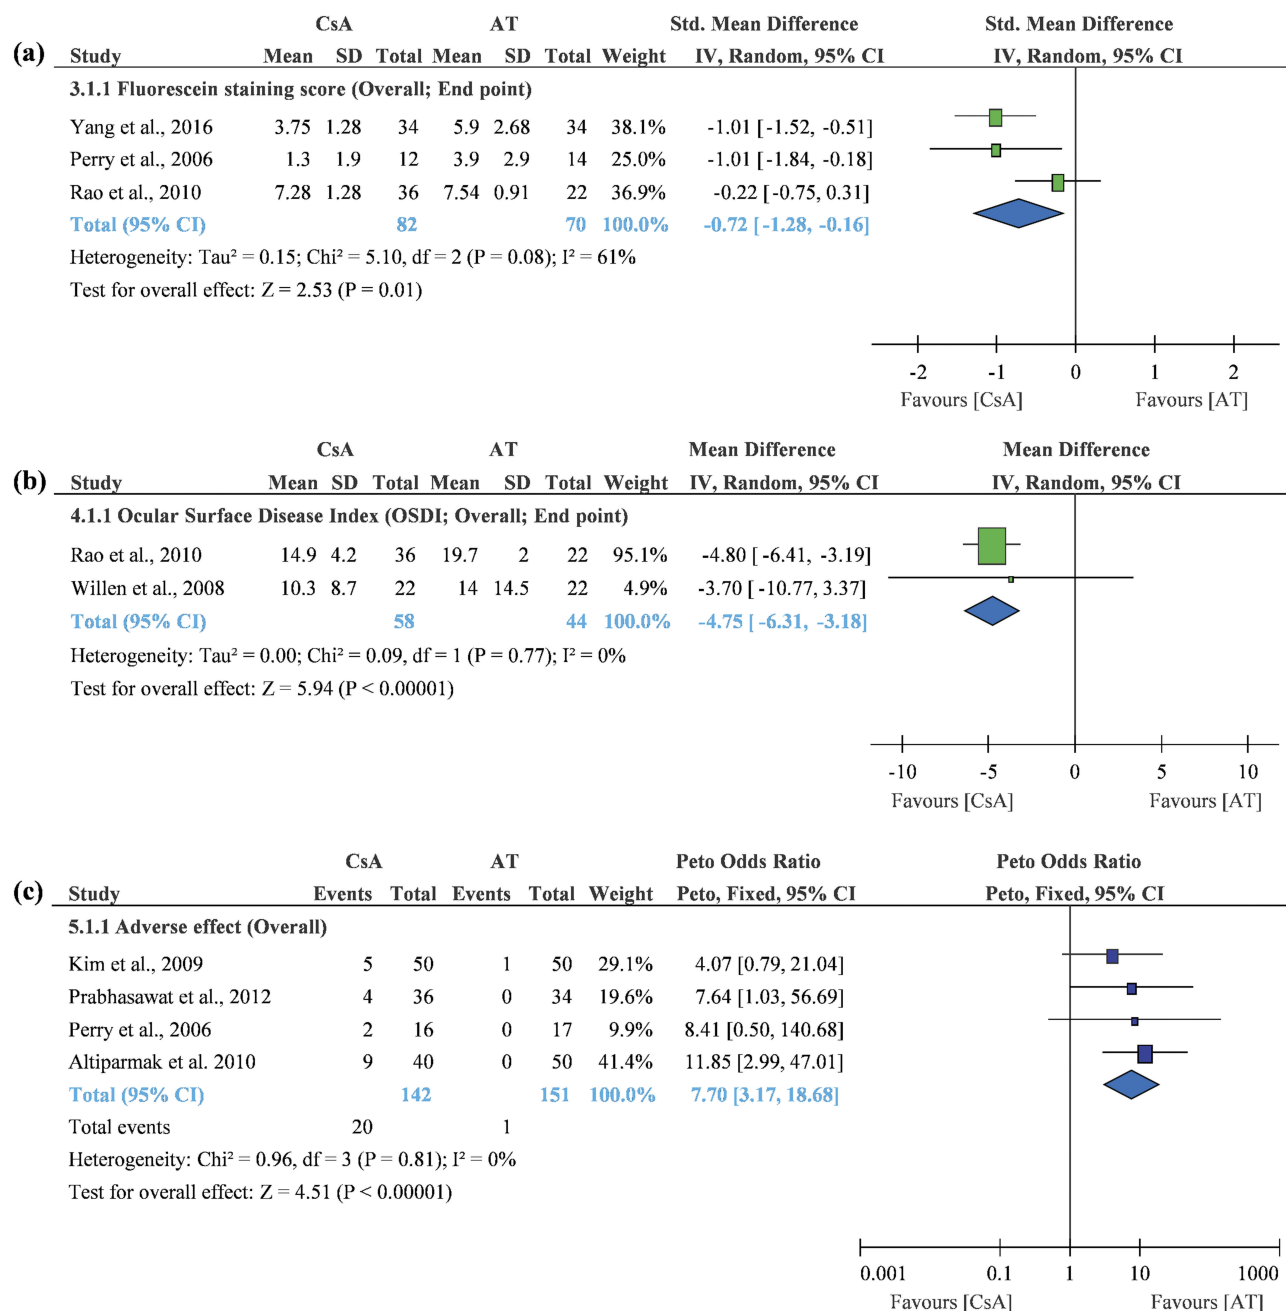 CsA AT Std. Mean Difference Std. Mean Difference
(a) Study Mean SD Total Mean SD Total Weight IV, Random, 95% CI IV, Random, 95% CI
3.1.1 Fluorescein staining score (Overall; End point)
Yang et al., 2016 3.75 1.28 34 5.9 2.68 34 38.1% -1.01 [-1.52, -0.51]
Perry et al., 2006 1.3 1.9 12 3.9 2.9 14 25.0% -1.01 [-1.84, -0.18]
Rao et al., 2010 7.28 1.28 36 7.54 0.91 22 36.9% -0.22 [-0.75, 0.31]
Total (95% CI) 82 70 100.0% -0.72 [-1.28, -0.16]
Heterogeneity: Tau² = 0.15; Chi² = 5.10, df = 2 (P = 0.08); I² = 61%
Test for overall effect: Z = 2.53 (P = 0.01)
-2 -1 0 1 2
Favours [CsA] Favours [AT]
CsA AT Mean Difference Mean Difference
(b) Study Mean SD Total Mean SD Total Weight IV, Random, 95% CI IV, Random, 95% CI
4.1.1 Ocular Surface Disease Index (OSDI; Overall; End point)
Rao et al., 2010 14.9 4.2 36 19.7 2 22 95.1% -4.80 [-6.41, -3.19]
Willen et al., 2008 10.3 8.7 22 14 14.5 22 4.9% -3.70 [-10.77, 3.37]
Total (95% CI) 58 44 100.0% -4.75 [-6.31, -3.18]
Heterogeneity: Tau² = 0.00; Chi² = 0.09, df = 1 (P = 0.77); I² = 0%
Test for overall effect: Z = 5.94 (P < 0.00001)
-10 -5 0 5 10
Favours [CsA] Favours [AT]
CsA AT Peto Odds Ratio Peto Odds Ratio
(c) Study Events Total Events Total Weight Peto, Fixed, 95% CI Peto, Fixed, 95% CI
5.1.1 Adverse effect (Overall)
Kim et al., 2009 5 50 1 50 29.1% 4.07 [0.79, 21.04]
Prabhasawat et al., 2012 4 36 0 34 19.6% 7.64 [1.03, 56.69]
Perry et al., 2006 2 16 0 17 9.9% 8.41 [0.50, 140.68]
Altiparmak et al. 2010 9 40 0 50 41.4% 11.85 [2.99, 47.01]
Total (95% CI) 142 151 100.0% 7.70 [3.17, 18.68]
Total events 20 1
Heterogeneity: Chi² = 0.96, df = 3 (P = 0.81); I² = 0%
Test for overall effect: Z = 4.51 (P < 0.00001)
0.001 0.1 1 10 1000
Favours [CsA] Favours [AT]